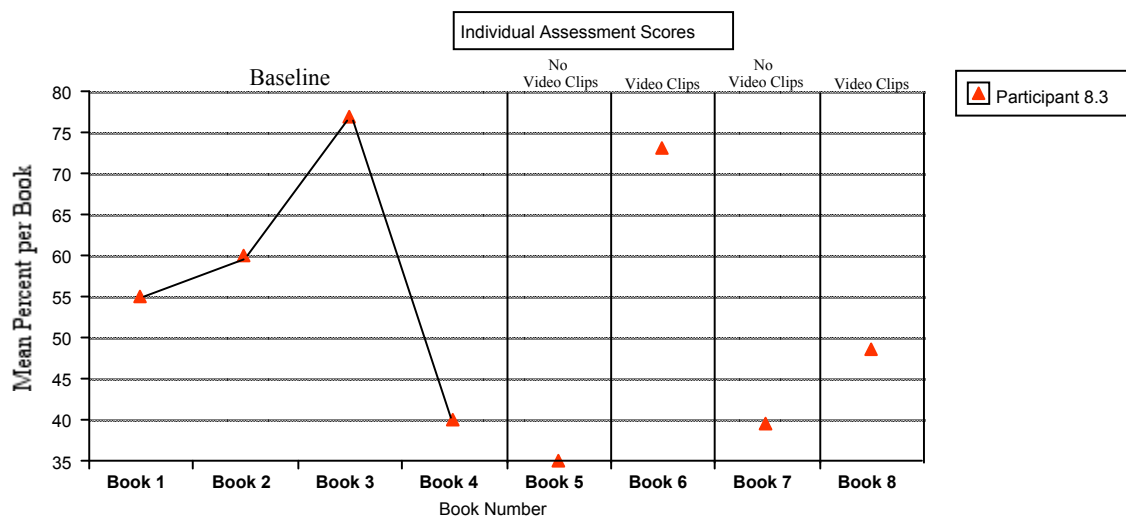 Individual Assessment Scores
Baseline
No
Video Clips
Video Clips
No
Video Clips
Video Clips
Participant 8.3
Mean Percent per Book
80
75
70
65
60
55
50
45
40
35
Book 1 Book 2 Book 3 Book 4 Book 5 Book 6 Book 7 Book 8
Book Number